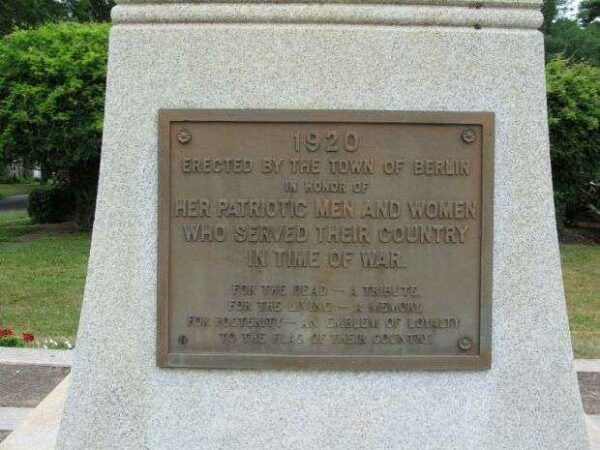 1920
ERECTED BY THE TOWN OF BERLIN
IN HONOR OF
HER PATRIOTIC MEN AND WOMEN
WHO SERVED THEIR COUNTRY
IN TIME OF WAR.
FOR THE DEAD — A TRIBUTE.
FOR THE LIVING — A MEMORY.
FOR POSTERITY — AN EMBLEM OF LOYALTY
TO THE FLAG OF THEIR COUNTRY.